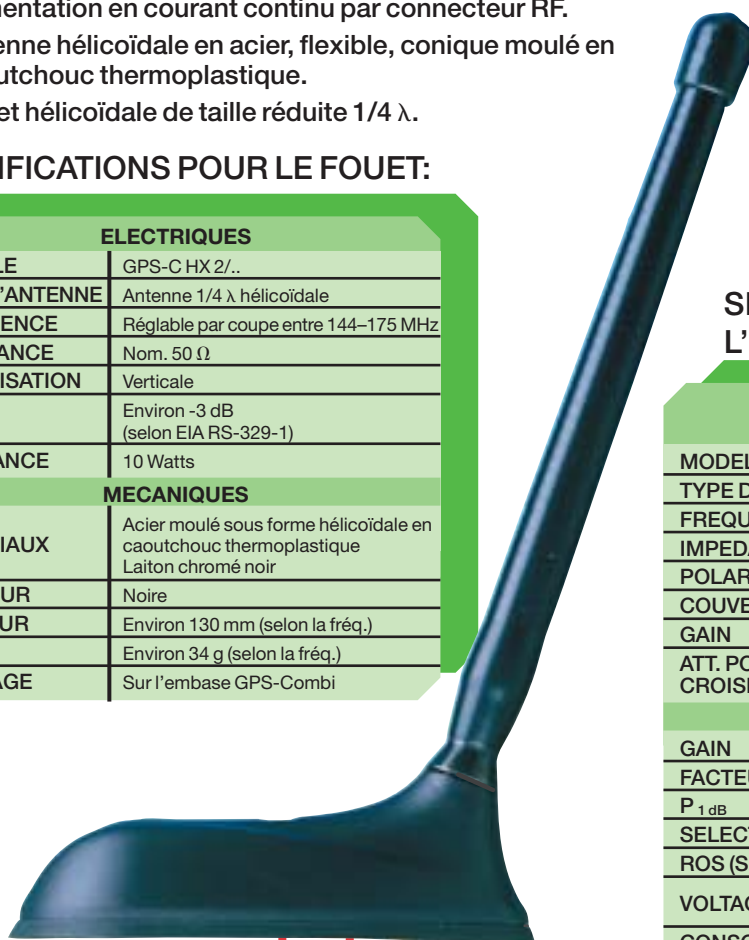 mentation en courant continu par connecteur RF.
enne hélicoïdale en acier, flexible, conique moulé en
utchouc thermoplastique.
et hélicoïdale de taille réduite 1/4 λ.
IFICATIONS POUR LE FOUET:
ELECTRIQUES
LE GPS-C HX 2/..
'ANTENNE Antenne 1/4 λ hélicoïdale
ENCE Réglable par coupe entre 144–175 MHz
ANCE Nom. 50 Ω
ISATION Verticale
Environ -3 dB
(selon EIA RS-329-1)
ANCE 10 Watts
MECANIQUES
IAUX Acier moulé sous forme hélicoïdale en
caoutchouc thermoplastique
Laiton chromé noir
UR Noire
UR Environ 130 mm (selon la fréq.)
Environ 34 g (selon la fréq.)
AGE Sur l'embase GPS-Combi
L'
MODEL
TYPE D
FREQU
IMPED
POLAR
COUVE
GAIN
ATT. PO
CROIS
GAIN
FACTEU
P 1 dB
SELECT
ROS (S
VOLTAG